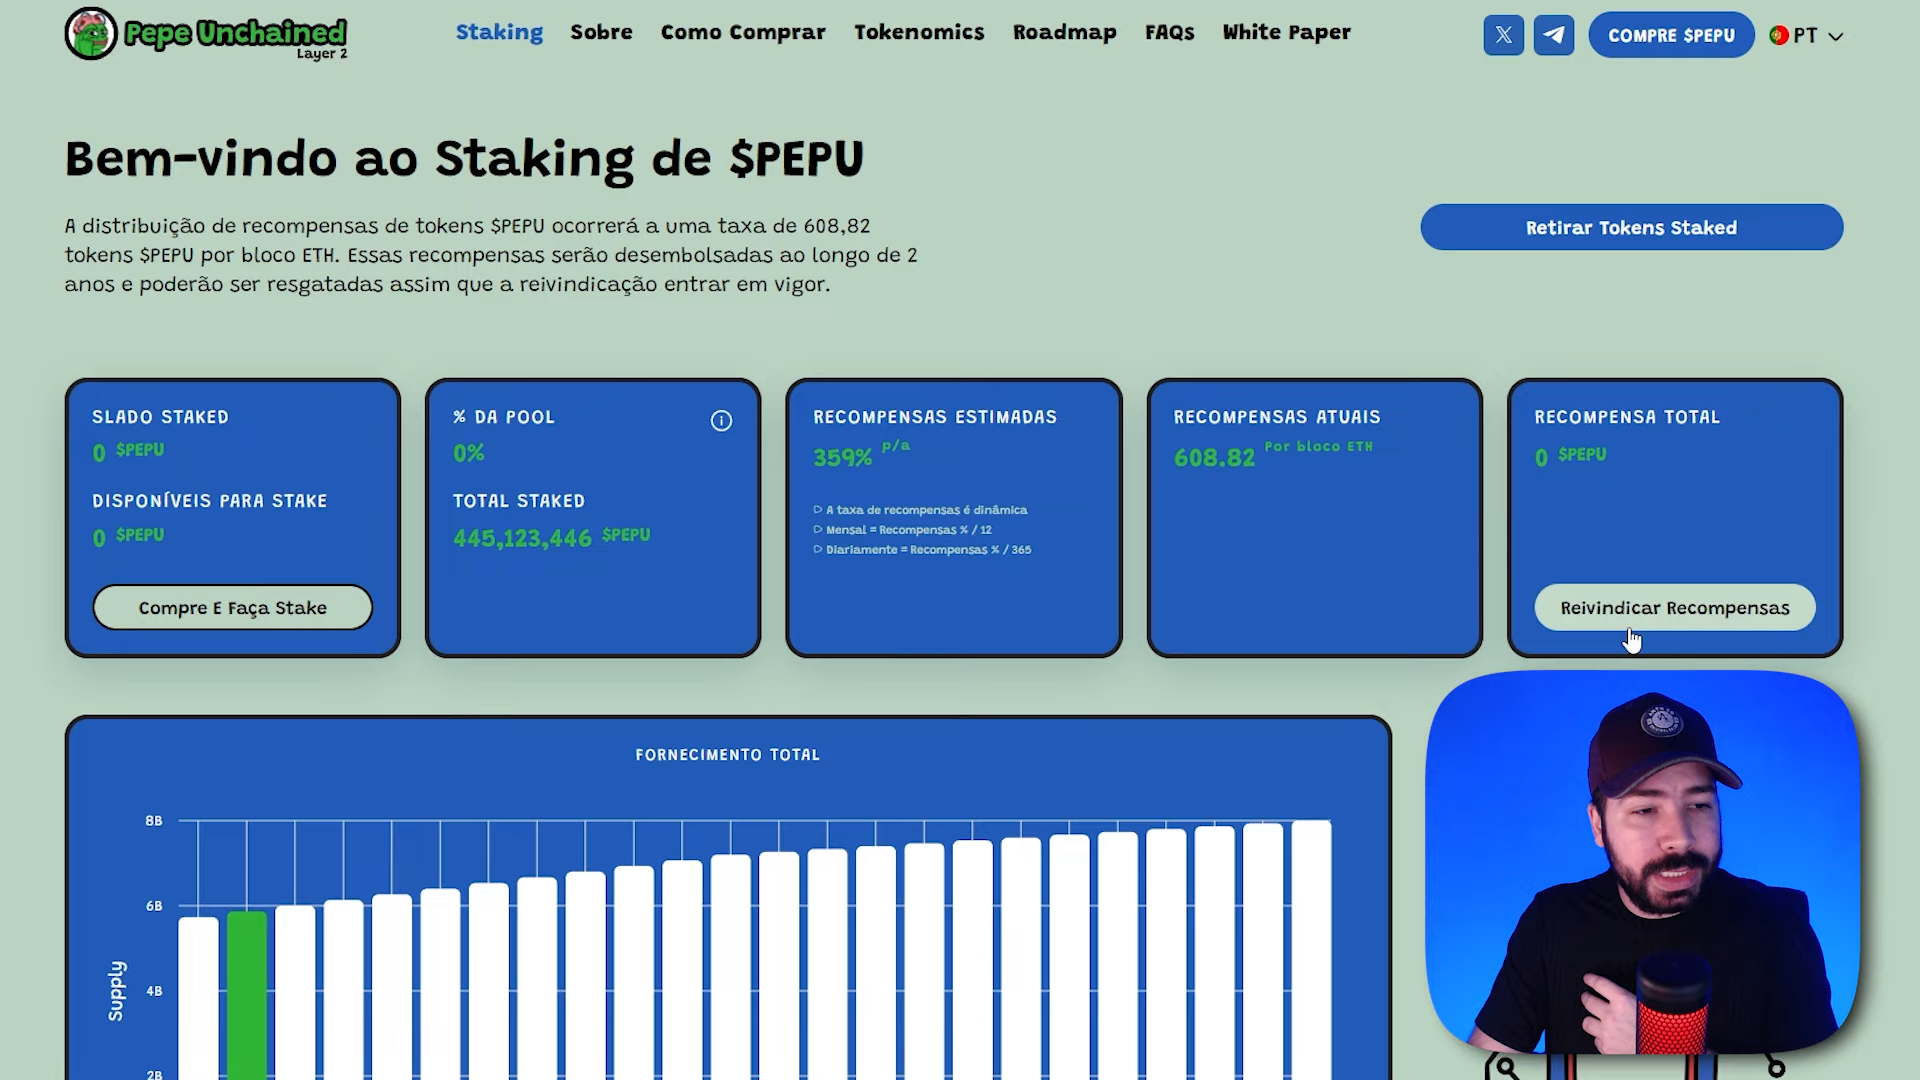 Pepe Unchained
Layer 2
Staking
Sobre
Como Comprar
Tokenomics
Roadmap
FAQs
White Paper
COMPRE $PEPU
PT
Bem-vindo ao Staking de $PEPU
A distribuição de recompensas de tokens $PEPU ocorrerá a uma taxa de 608,82
tokens $PEPU por bloco ETH. Essas recompensas serão desembolsadas ao longo de 2
anos e poderão ser resgatadas assim que a reivindicação entrar em vigor.
Retirar Tokens Staked
SLADO STAKED
0 $PEPU
DISPONÍVEIS PARA STAKE
0 $PEPU
Compre E Faça Stake
% DA POOL
0%
TOTAL STAKED
445,123,446 $PEPU
RECOMPENSAS ESTIMADAS
359% p/a
A taxa de recompensas é dinâmica
Mensal = Recompensas % / 12
Diariamente = Recompensas % / 365
RECOMPENSAS ATUAIS
608.82 Por bloco ETH
RECOMPENSA TOTAL
0 $PEPU
Reivindicar Recompensas
FORNECIMENTO TOTAL
8B
6B
4B
2B
Supply